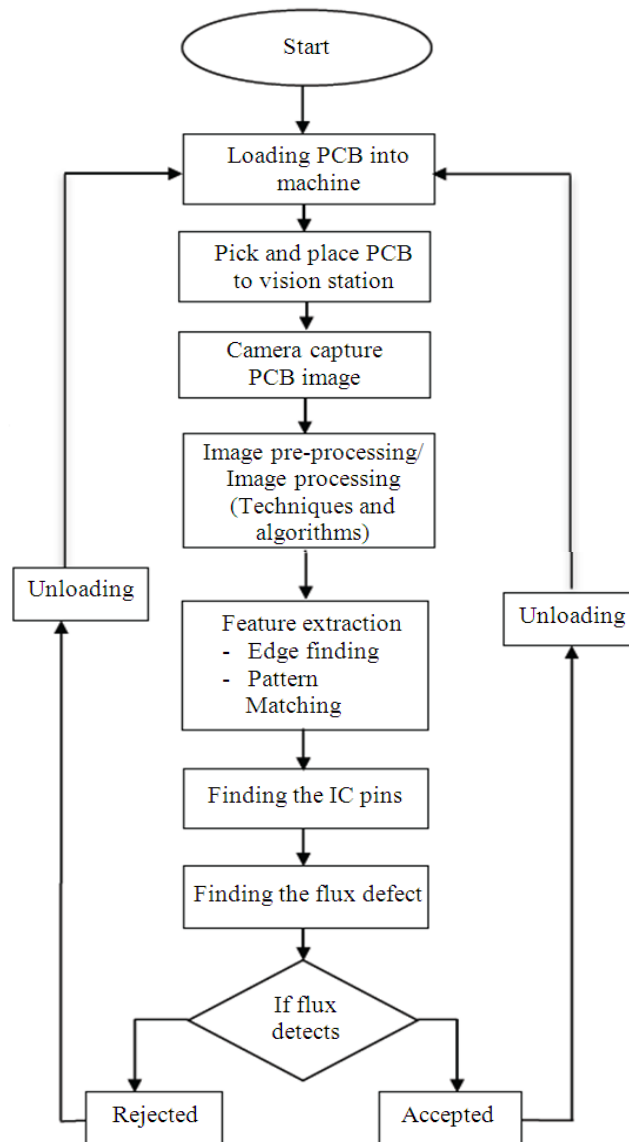 Start
Loading PCB into
machine
Pick and place PCB
to vision station
Camera capture
PCB image
Image pre-processing/
Image processing
(Techniques and
algorithms)
Unloading
Unloading
Feature extraction
- Edge finding
- Pattern
Matching
Finding the IC pins
Finding the flux defect
If flux
detects
Rejected
Accepted